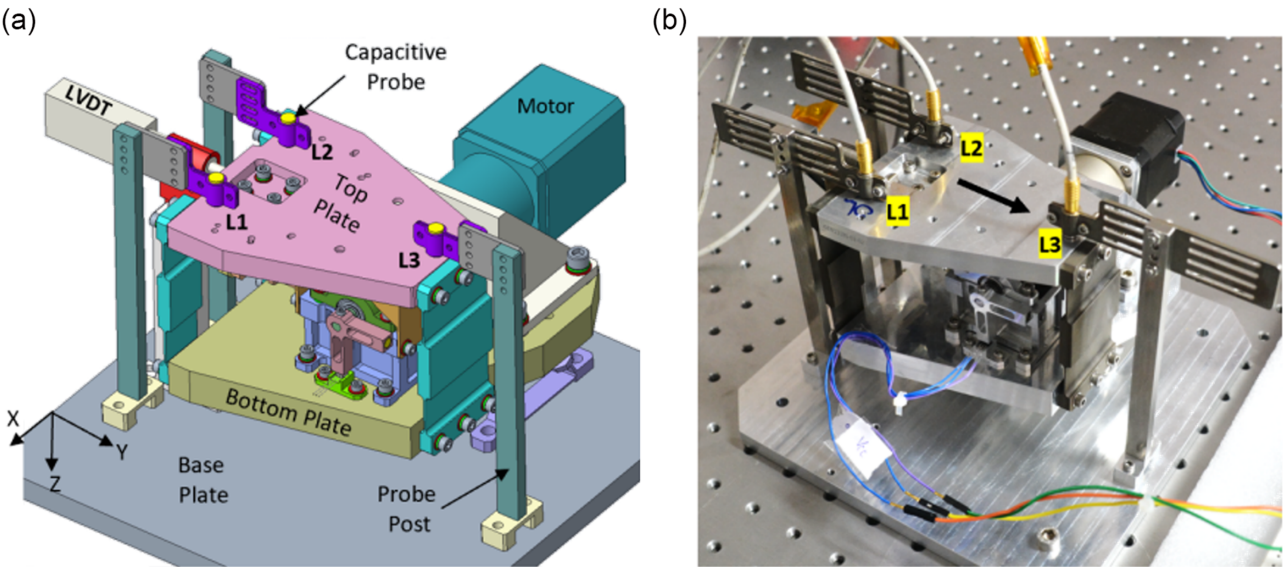 (a)
(b)
Capacitive
Probe
LVDT
Motor
L2
L1
Top
Plate
L3
Bottom Plate
X
Y
Z
Base
Plate
Probe
Post
L2
L1
L3